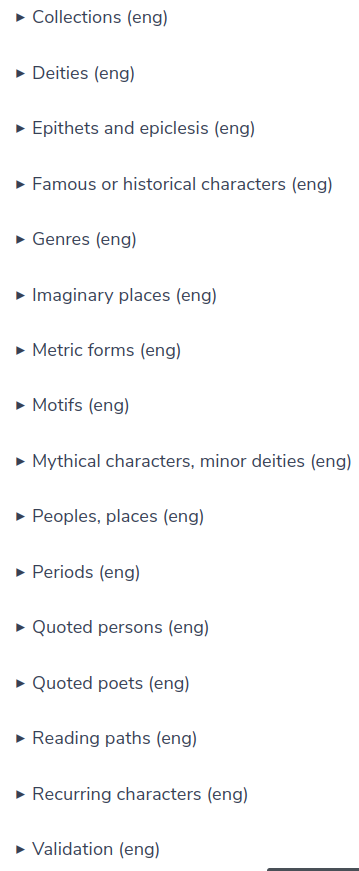 Collections (eng)
Deities (eng)
Epithets and epiclesis (eng)
Famous or historical characters (eng)
Genres (eng)
Imaginary places (eng)
Metric forms (eng)
Motifs (eng)
Mythical characters, minor deities (eng)
Peoples, places (eng)
Periods (eng)
Quoted persons (eng)
Quoted poets (eng)
Reading paths (eng)
Recurring characters (eng)
Validation (eng)